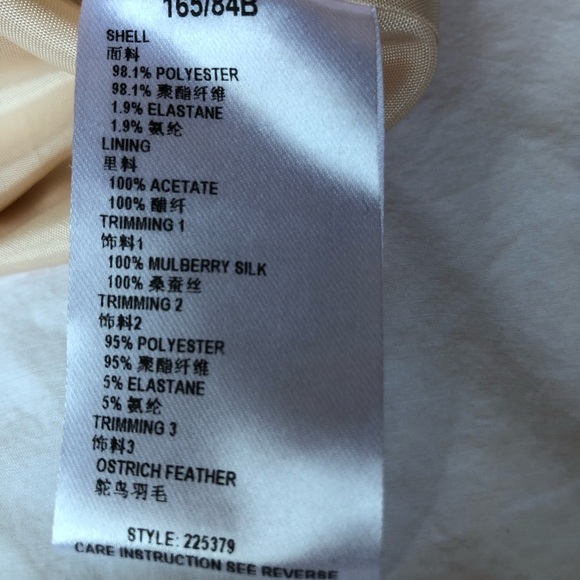 165/84B
SHELL
面料
98.1% POLYESTER
98.1% 聚酯纤维
1.9% ELASTANE
1.9% 氨纶
LINING
里料
100% ACETATE
100% 醋纤
TRIMMING 1
饰料1
100% MULBERRY SILK
100% 桑蚕丝
TRIMMING 2
饰料2
95% POLYESTER
95% 聚酯纤维
5% ELASTANE
5% 氨纶
TRIMMING 3
饰料3
OSTRICH FEATHER
鸵鸟羽毛
STYLE: 225379
CARE INSTRUCTION SEE REVERSE